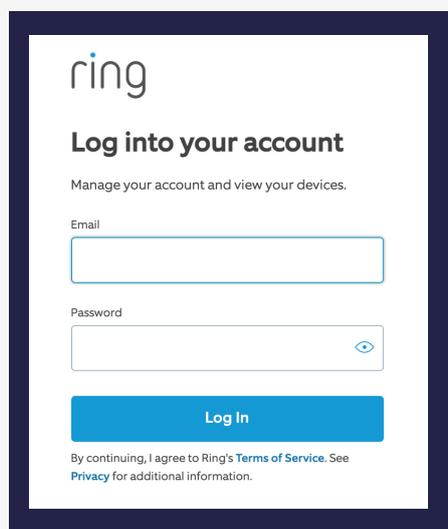 ring
Log into your account
Manage your account and view your devices.
Email
Password
Log In
By continuing, I agree to Ring's Terms of Service. See
Privacy for additional information.